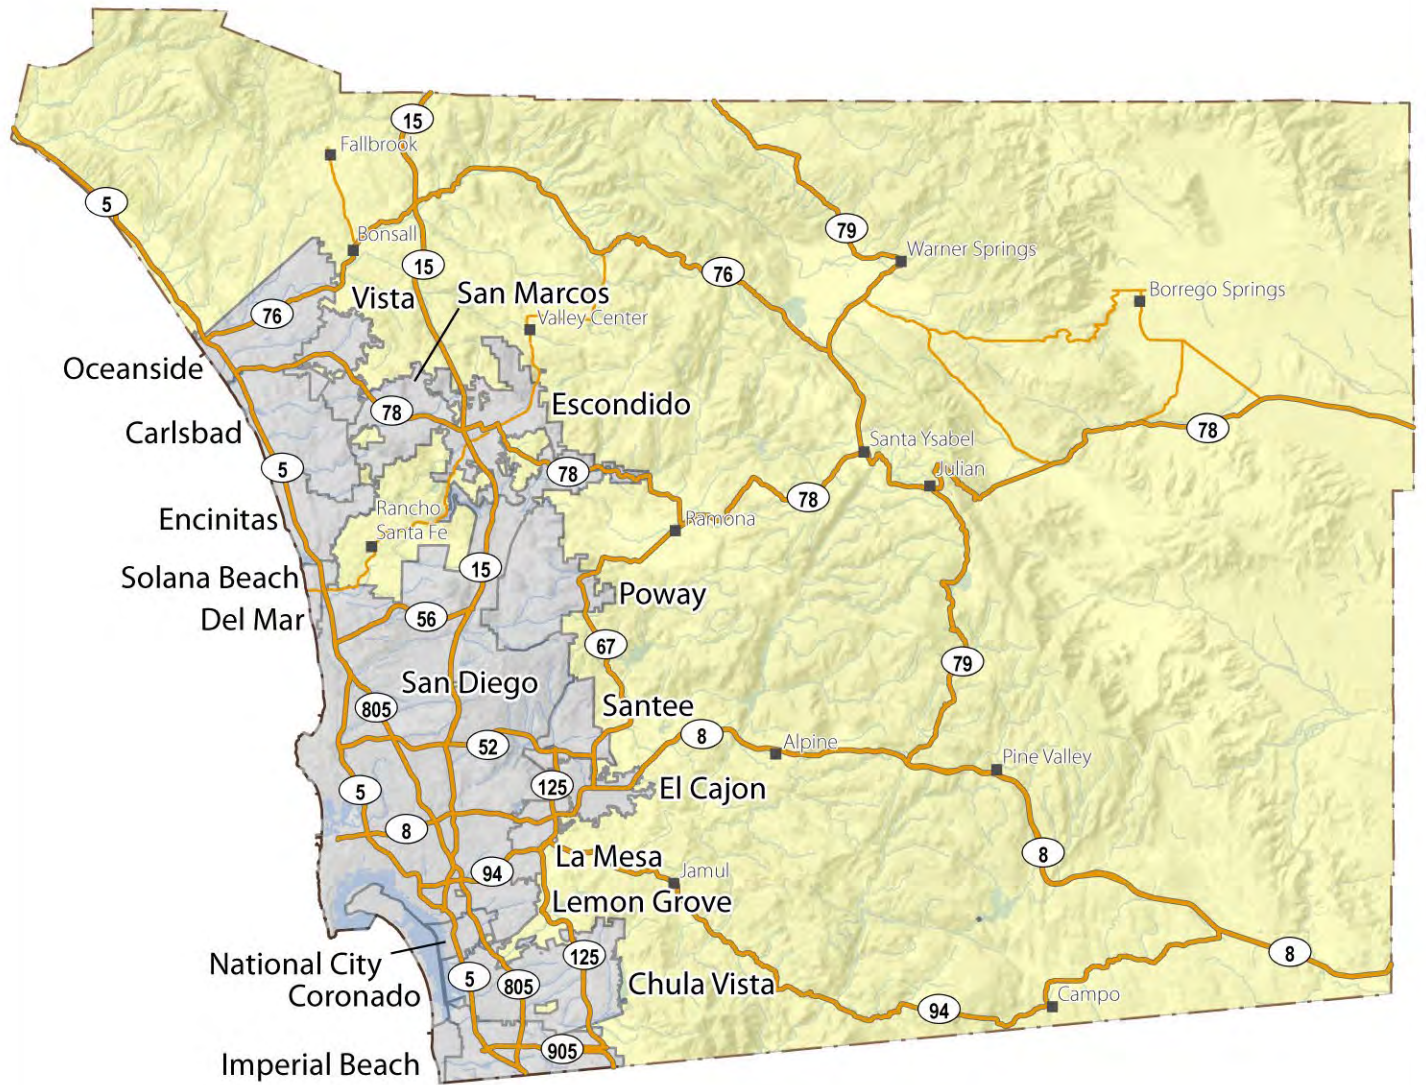 15
Fallbrook
5
79
Bonsall
Warner Springs
15
76
Borrego Springs
Vista
San Marcos
76
Valley Center
Oceanside
78
Escondido
Carlsbad
78
Santa Ysabel
5
78
Julian
78
Rancho
Santa Fe
Encinitas
Ramona
15
Solana Beach
Poway
Del Mar
56
67
79
San Diego
805
Santee
52
8
Alpine
Pine Valley
5
125
El Cajon
8
8
La Mesa
94
Jamul
Lemon Grove
National City
125
8
Coronado
5
805
Chula Vista
94
Campo
905
Imperial Beach